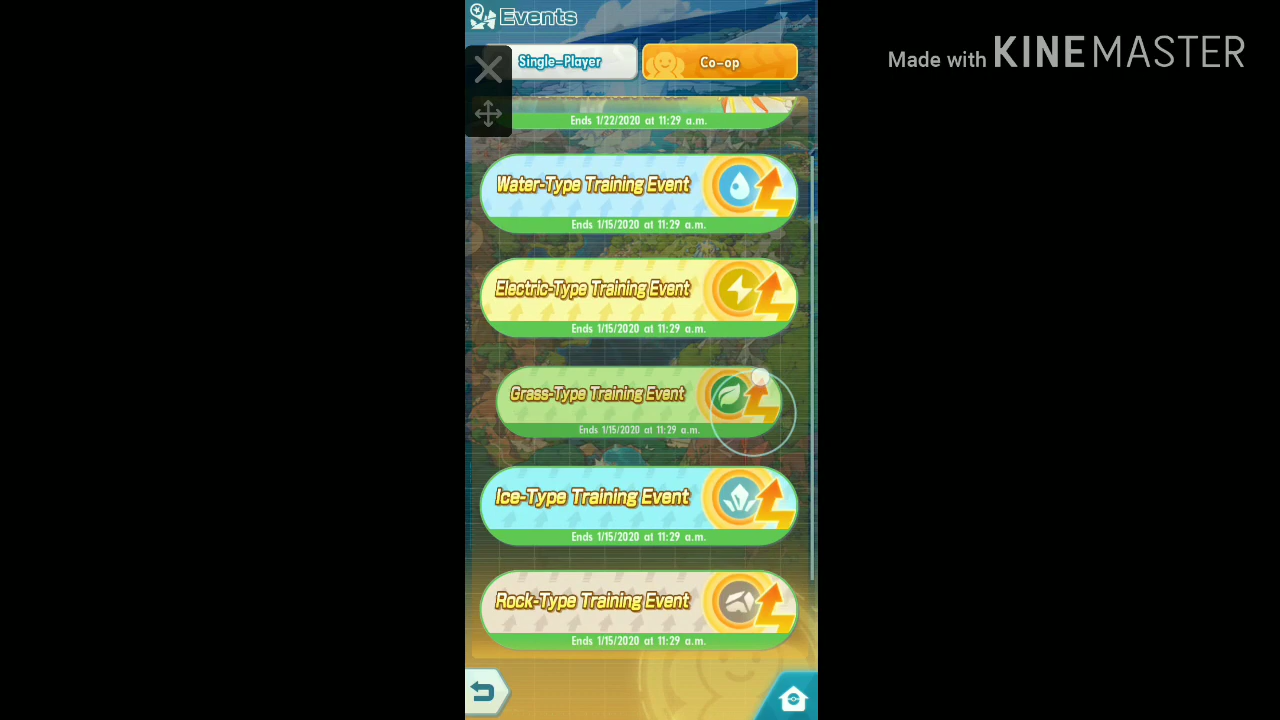 Events
Made with KINEMASTER
Single-Player
Co-op
Ends 1/22/2020 at 11:29 a.m.
Water-Type Training Event
Ends 1/15/2020 at 11:29 a.m.
Electric-Type Training Event
Ends 1/15/2020 at 11:29 a.m.
Grass-Type Training Event
Ends 1/15/2020 at 11:29 a.m.
Ice-Type Training Event
Ends 1/15/2020 at 11:29 a.m.
Rock-Type Training Event
Ends 1/15/2020 at 11:29 a.m.